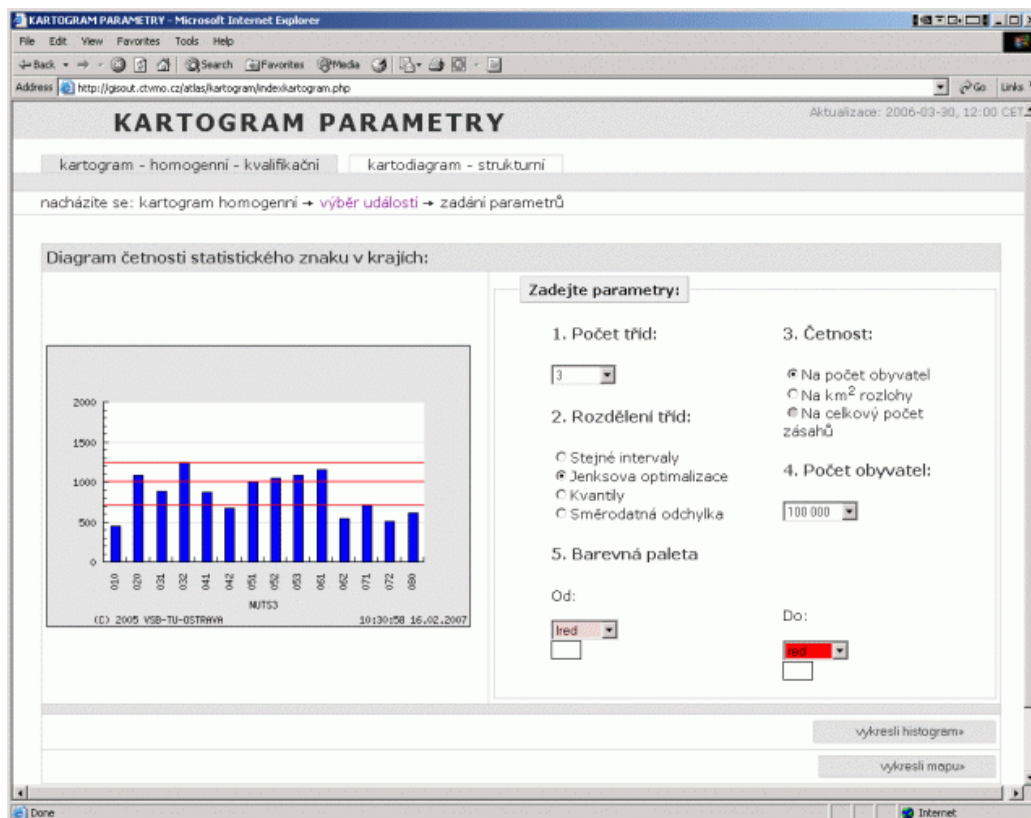 KARTOGRAM PARAMETRY - Microsoft Internet Explorer
File Edit View Favorites Tools Help
Back Search Favorites Media
Address http://gisout.ctvmo.cz/atlas/kartogram/indexkartogram.php Go Links
KARTOGRAM PARAMETRY
Aktualizace: 2006-03-30, 12:00 CET
kartogram - homogenní - kvalifikační
kartodiagram - strukturní
nacházíte se: kartogram homogenní → výběr událostí → zadání parametrů
Diagram četnosti statistického znaku v krajích:
2000
1500
1000
500
0
010 020 031 032 041 042 051 052 053 061 062 071 072 080
NUTS3
(C) 2005 VSB-TU-OSTRAVA
10:30:58 16.02.2007
Zadejte parametry:
1. Počet tříd:
3
2. Rozdělení tříd:
Stejné intervaly
Jenksova optimalizace
Kvantily
Směrodatná odchylka
3. Četnost:
Na počet obyvatel
Na km² rozlohy
Na celkový počet
zásahů
4. Počet obyvatel:
100 000
5. Barevná paleta
Od:
lred
Do:
red
vykresli histogram»
vykresli mapu»
Done
Internet